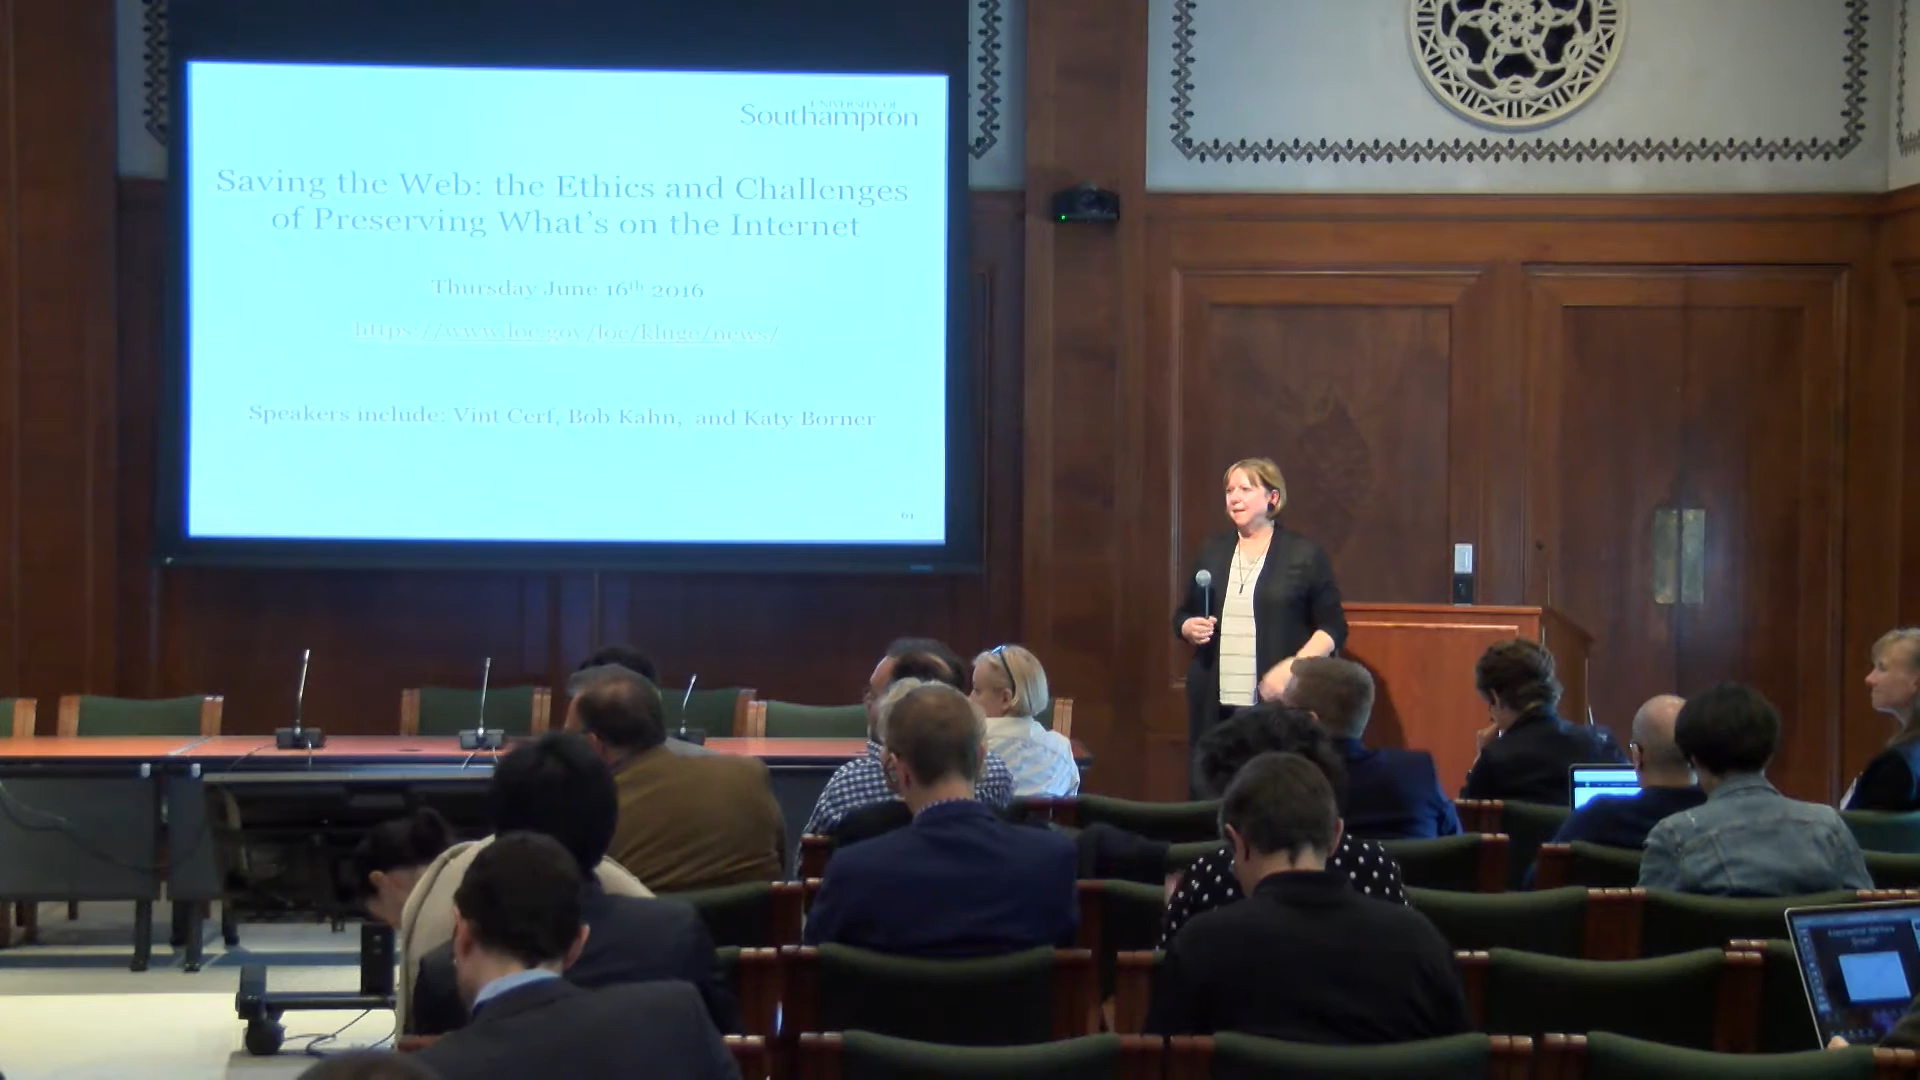 UNIVERSITY OF
Southampton
Saving the Web: the Ethics and Challenges
of Preserving What's on the Internet
Thursday June 16th 2016
https://www.loc.gov/loc/kluge/news/
Speakers include: Vint Cerf, Bob Kahn, and Katy Borner
61